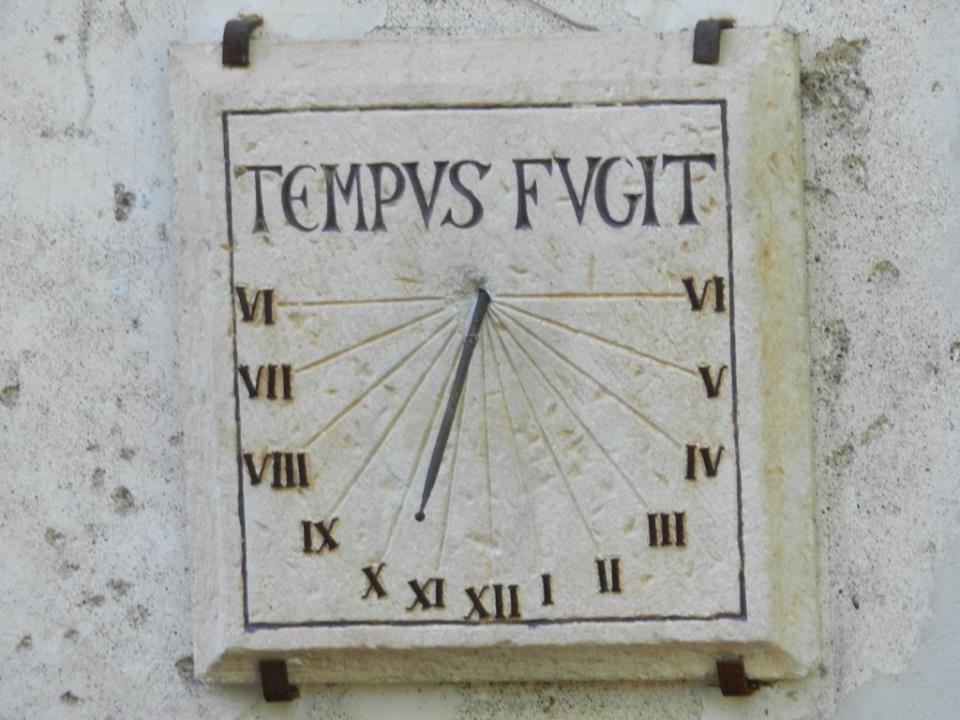 TEMPVS FVGIT
VI VI
VII V
VIII IV
IX III
X XI XII I II